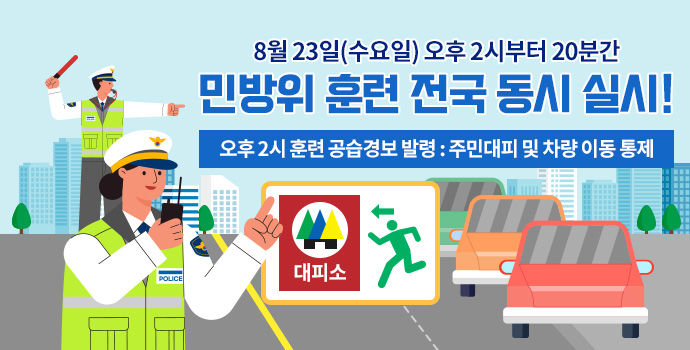 8월 23일(수요일) 오후 2시부터 20분간
민방위 훈련 전국 동시 실시!
오후 2시 훈련 공습경보 발령 : 주민대피 및 차량 이동 통제
대피소
POLICE